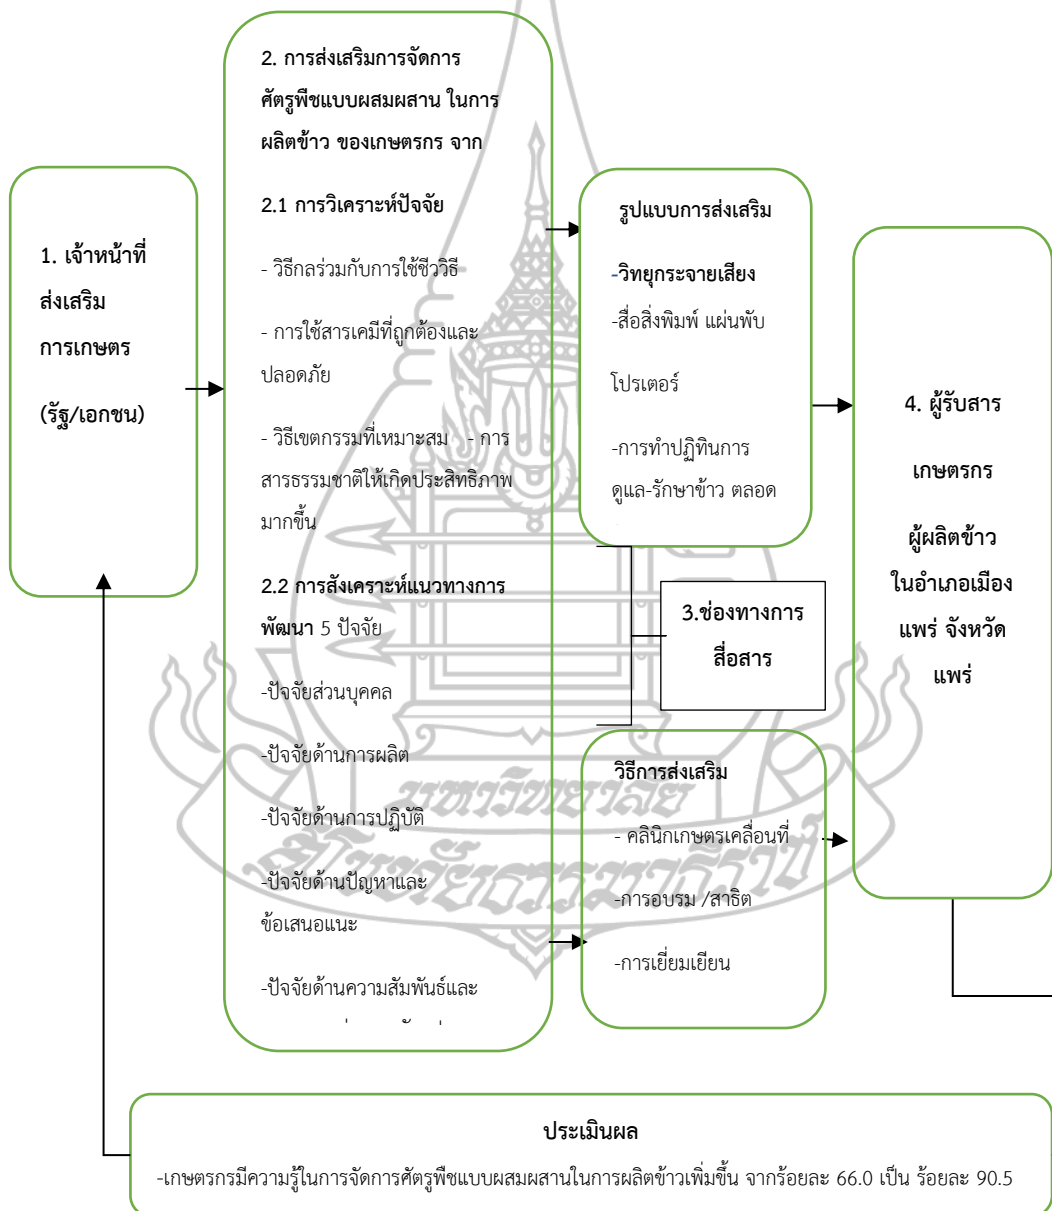 1. เจ้าหน้าที่
ส่งเสริม
การเกษตร
(รัฐ/เอกชน)
2. การส่งเสริมการจัดการ
ศัตรูพืชแบบผสมผสาน ในการ
ผลิตข้าว ของเกษตรกร จาก
2.1 การวิเคราะห์ปัจจัย
- วิธีกลร่วมกับการใช้ชีววิธี
- การใช้สารเคมีที่ถูกต้องและ
ปลอดภัย
- วิธีเขตกรรมที่เหมาะสม - การ
สารธรรมชาติให้เกิดประสิทธิภาพ
มากขึ้น
2.2 การสังเคราะห์แนวทางการ
พัฒนา 5 ปัจจัย
-ปัจจัยส่วนบุคคล
-ปัจจัยด้านการผลิต
-ปัจจัยด้านการปฏิบัติ
-ปัจจัยด้านปัญหาและ
ข้อเสนอแนะ
-ปัจจัยด้านความสัมพันธ์และ
รูปแบบการส่งเสริม
-วิทยุกระจายเสียง
-สื่อสิ่งพิมพ์ แผ่นพับ
โปรเตอร์
-การทำปฏิทินการ
ดูแล-รักษาข้าว ตลอด
3.ช่องทางการ
สื่อสาร
วิธีการส่งเสริม
- คลินิกเกษตรเคลื่อนที่
-การอบรม /สาธิต
-การเยี่ยมเยียน
4. ผู้รับสาร
เกษตรกร
ผู้ผลิตข้าว
ในอำเภอเมือง
แพร่ จังหวัด
แพร่
ประเมินผล
-เกษตรกรมีความรู้ในการจัดการศัตรูพืชแบบผสมผสานในการผลิตข้าวเพิ่มขึ้น จากร้อยละ 66.0 เป็น ร้อยละ 90.5
มหาวิทยาลัย
สุโขทัยธรรมาธิราช